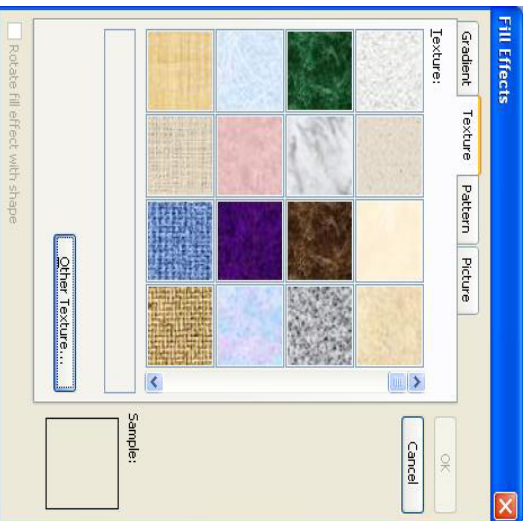 Fill Effects
Gradient Texture Pattern Picture
Texture:
OK
Cancel
Sample:
Other Texture...
Rotate fill effect with shape